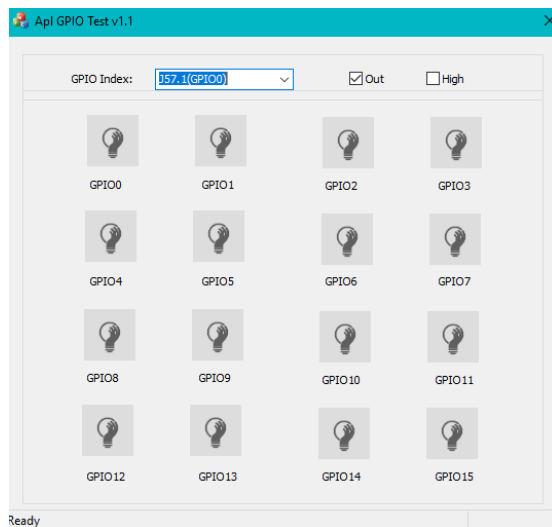 Apl GPIO Test v1.1
GPIO Index: J57.1(GPIO0) Out High
GPIO0 GPIO1 GPIO2 GPIO3
GPIO4 GPIO5 GPIO6 GPIO7
GPIO8 GPIO9 GPIO10 GPIO11
GPIO12 GPIO13 GPIO14 GPIO15
Ready